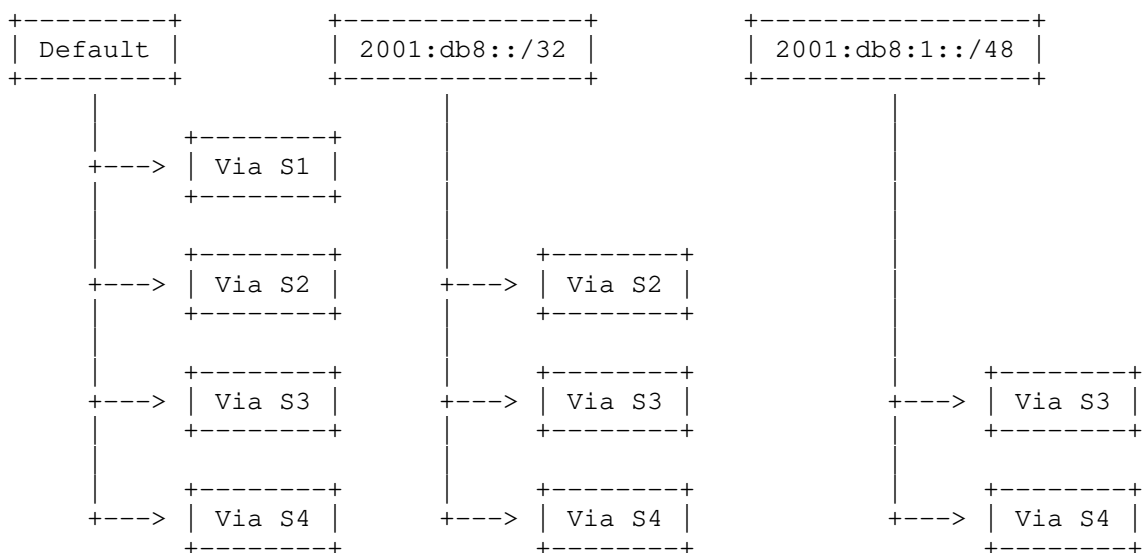 Default 2001:db8::/32 2001:db8:1::/48
Via S1
Via S2 Via S2
Via S3 Via S3 Via S3
Via S4 Via S4 Via S4